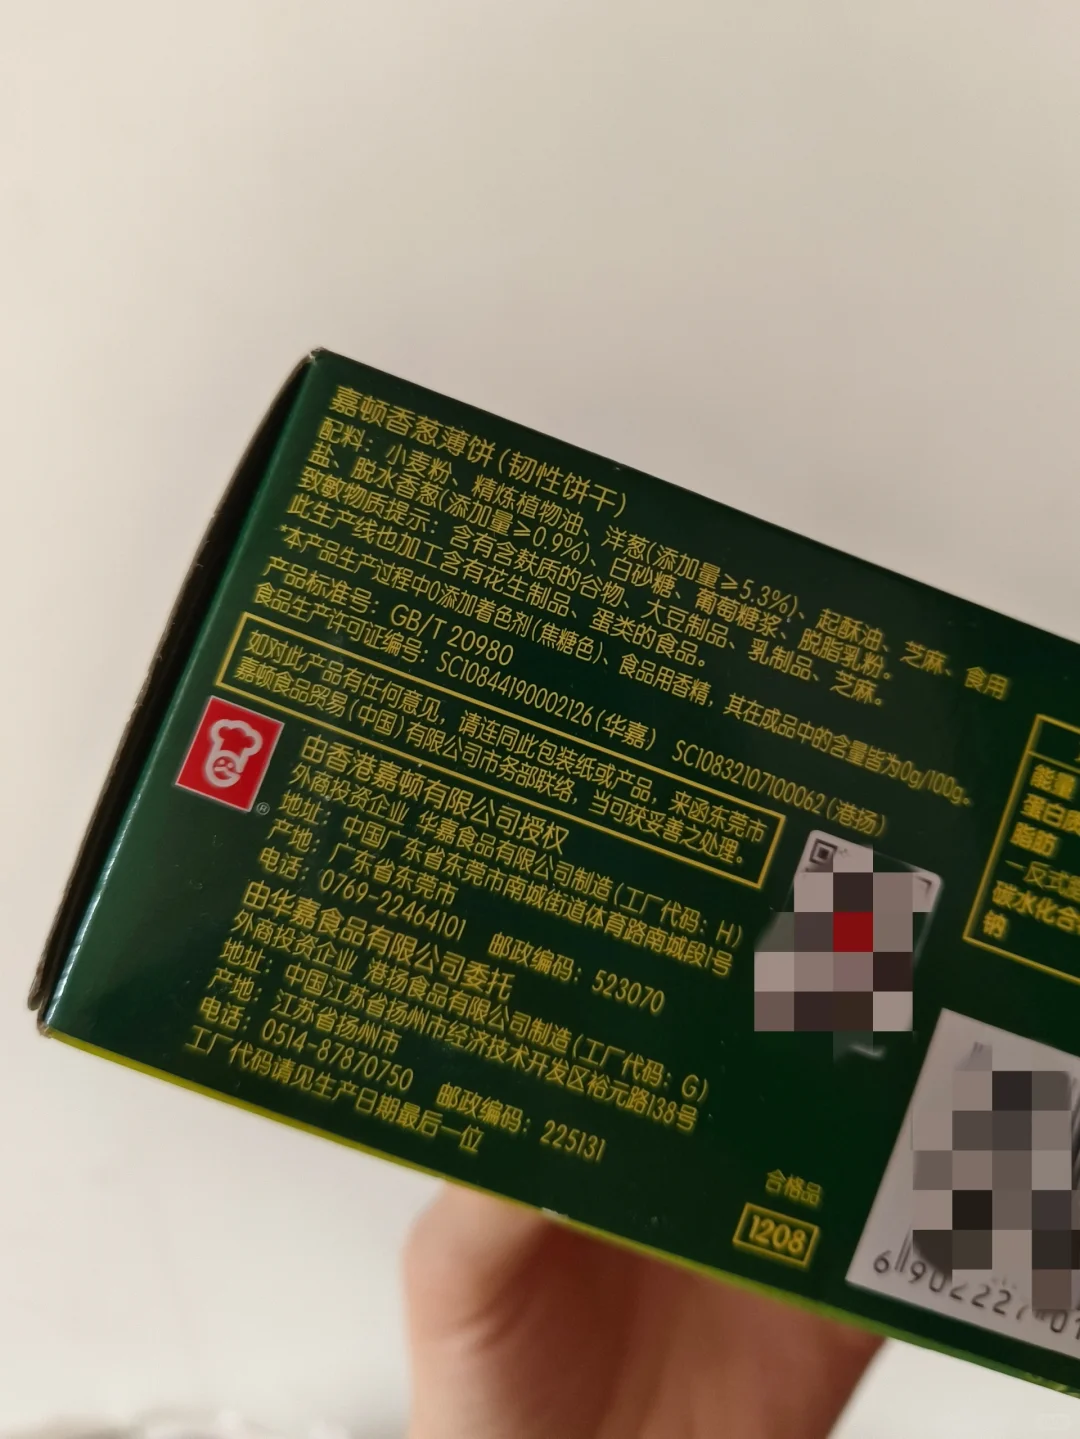 嘉顿香葱薄饼(韧性饼干)
配料：小麦粉、精炼植物油、洋葱(添加量≥5.3%)、起酥油、芝麻、食用
盐、脱水香葱(添加量≥0.9%)、白砂糖、葡萄糖浆、脱脂乳粉。
致敏物质提示：含有含麸质的谷物、大豆制品、乳制品、芝麻。
此生产线也加工含有花生制品、蛋类的食品。
*本产品生产过程中0添加着色剂(焦糖色)、食品用香精，其在成品中的含量皆为0g/100g。
产品标准号：GB/T 20980
食品生产许可证编号：SC10844190002126(华嘉) SC10832107100062(港扬)
如对此产品有任何意见，请连同此包装纸或产品，来函东莞市
嘉顿食品贸易(中国)有限公司市务部联络，当可获妥善之处理。
®
由香港嘉顿有限公司授权
外商投资企业 华嘉食品有限公司制造(工厂代码：H)
地址：中国广东省东莞市南城街道体育路南城段1号
产地：广东省东莞市
电话：0769-22464101 邮政编码：523070
由华嘉食品有限公司委托
外商投资企业 港扬食品有限公司制造(工厂代码：G)
地址：中国江苏省扬州市经济技术开发区裕元路138号
产地：江苏省扬州市
电话：0514-87870750 邮政编码：225131
工厂代码请见生产日期最后一位
能量
蛋白质
脂肪
碳水化合
钠
合格品
1208